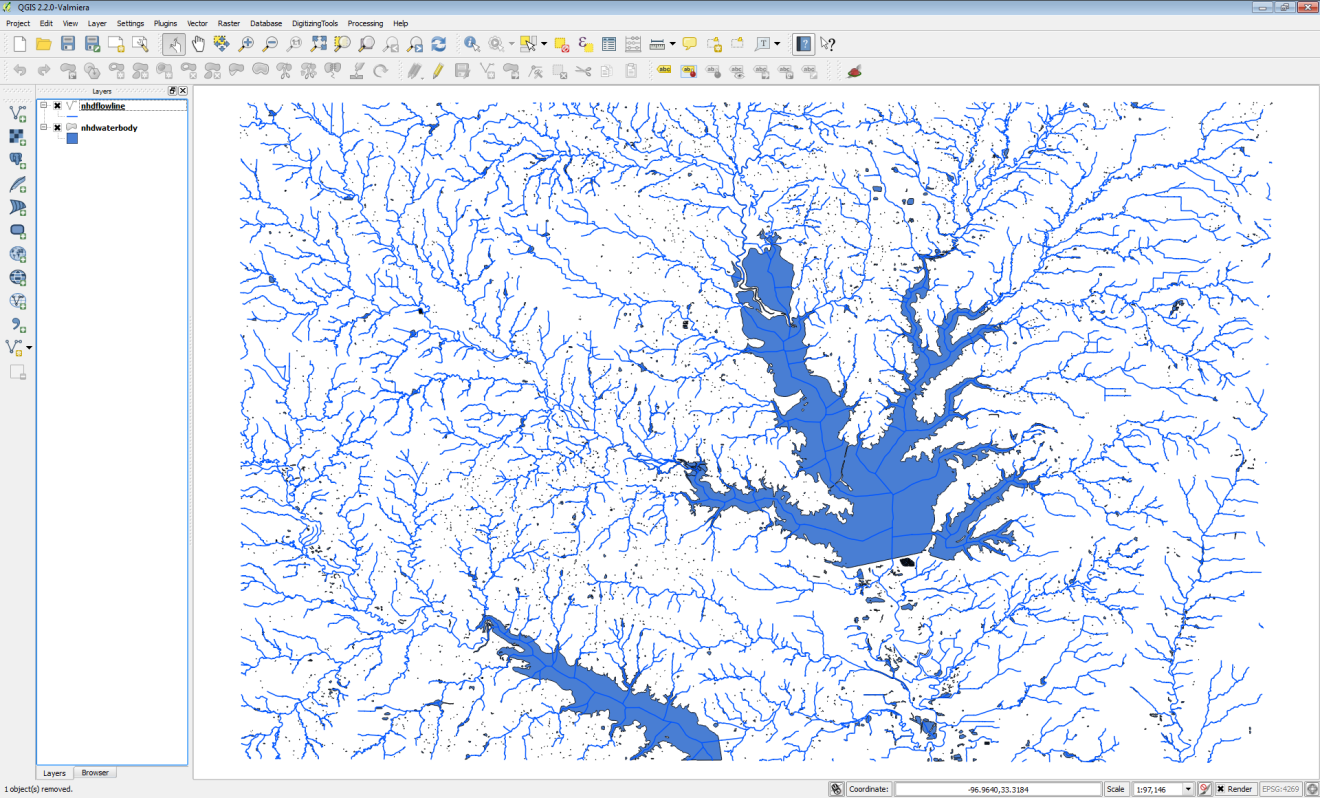 QGIS 2.2.0-Valmiera
Project Edit View Layer Settings Plugins Vector Raster Database DigitizingTools Processing Help
Layers
nhdflowline
nhdwaterbody
Layers Browser
1 object(s) removed.
Coordinate: -96.9640,33.3184 Scale 1:97,146 Render EPSG:4269